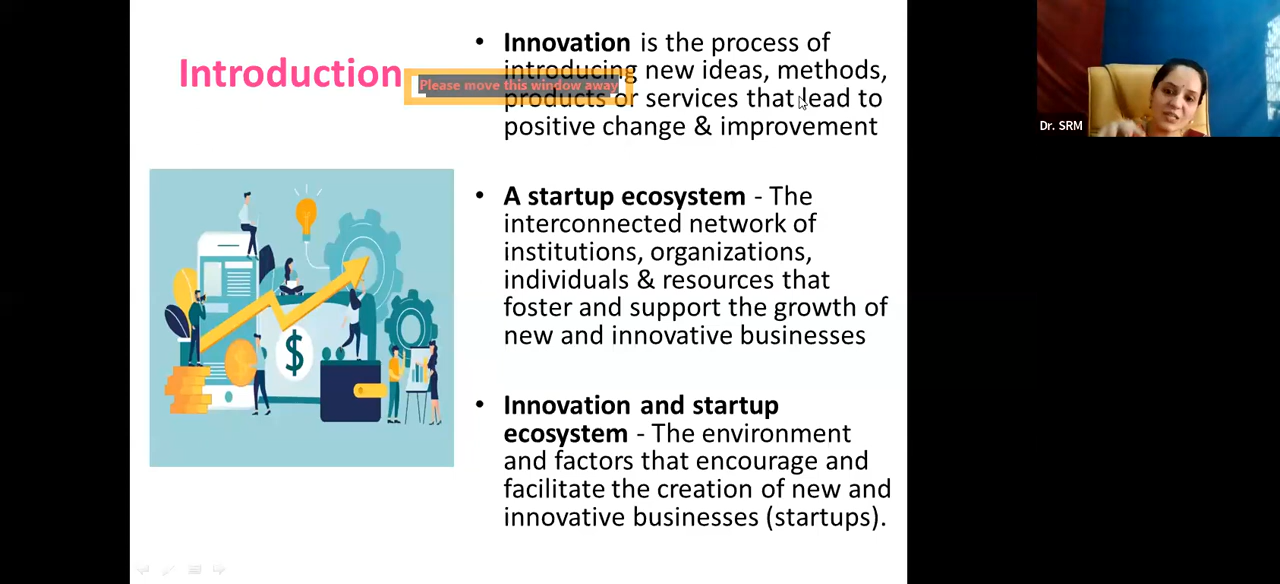 Introduction
Please move this window away
• Innovation is the process of
introducing new ideas, methods,
products or services that lead to
positive change & improvement
• A startup ecosystem - The
interconnected network of
institutions, organizations,
individuals & resources that
foster and support the growth of
new and innovative businesses
• Innovation and startup
ecosystem - The environment
and factors that encourage and
facilitate the creation of new and
innovative businesses (startups).
$
Dr. SRM